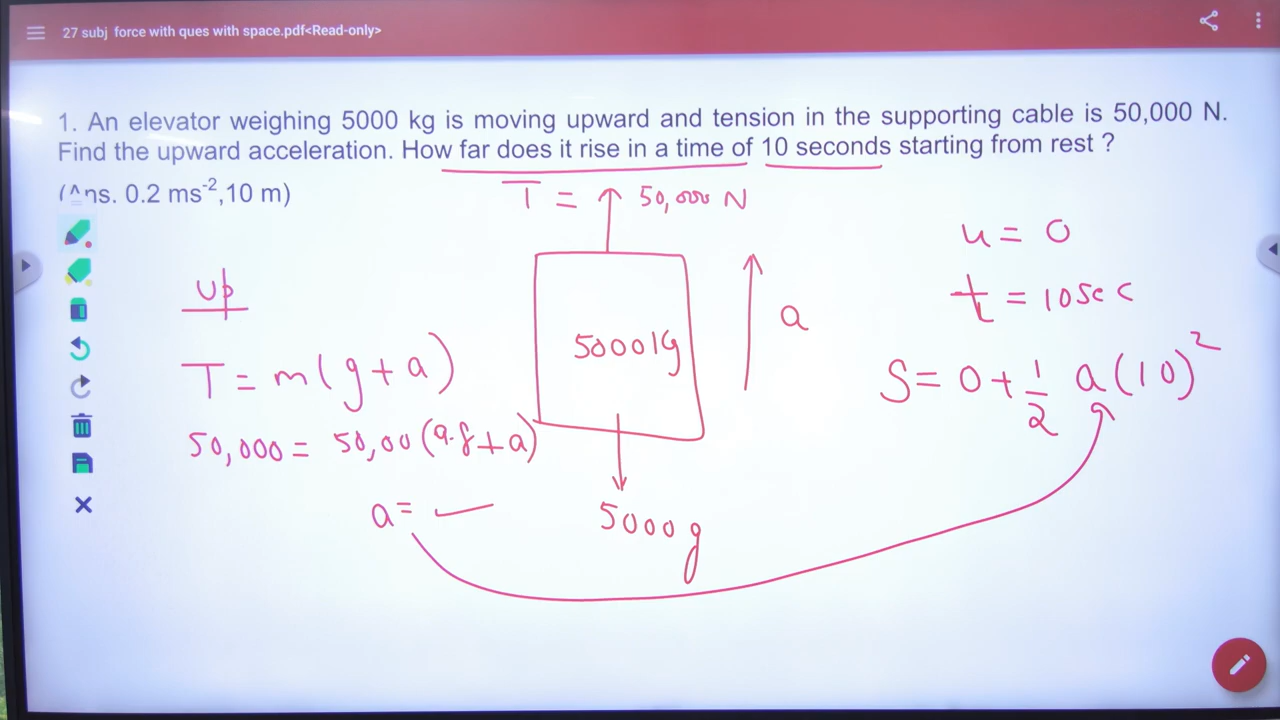 27 subj force with ques with space.pdf<Read-only>
1. An elevator weighing 5000 kg is moving upward and tension in the supporting cable is 50,000 N.
Find the upward acceleration. How far does it rise in a time of 10 seconds starting from rest ?
(Ans. 0.2 ms⁻²,10 m)
T = 50,000 N
up
T = m(g+a)
50,000 = 50,00(9.8+a)
a =
5000kg
5000g
a
u = 0
t = 10sec
S = 0 + 1/2 a(10)²